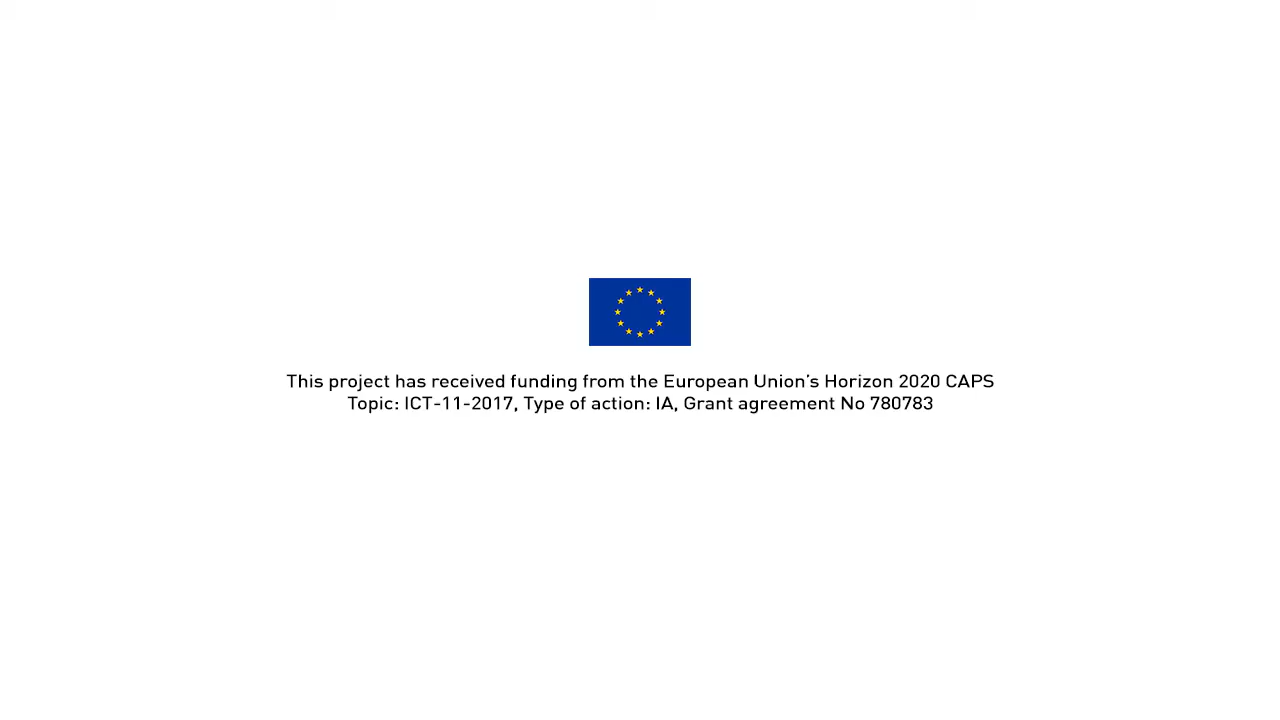 This project has received funding from the European Union’s Horizon 2020 CAPS
Topic: ICT-11-2017, Type of action: IA, Grant agreement No 780783